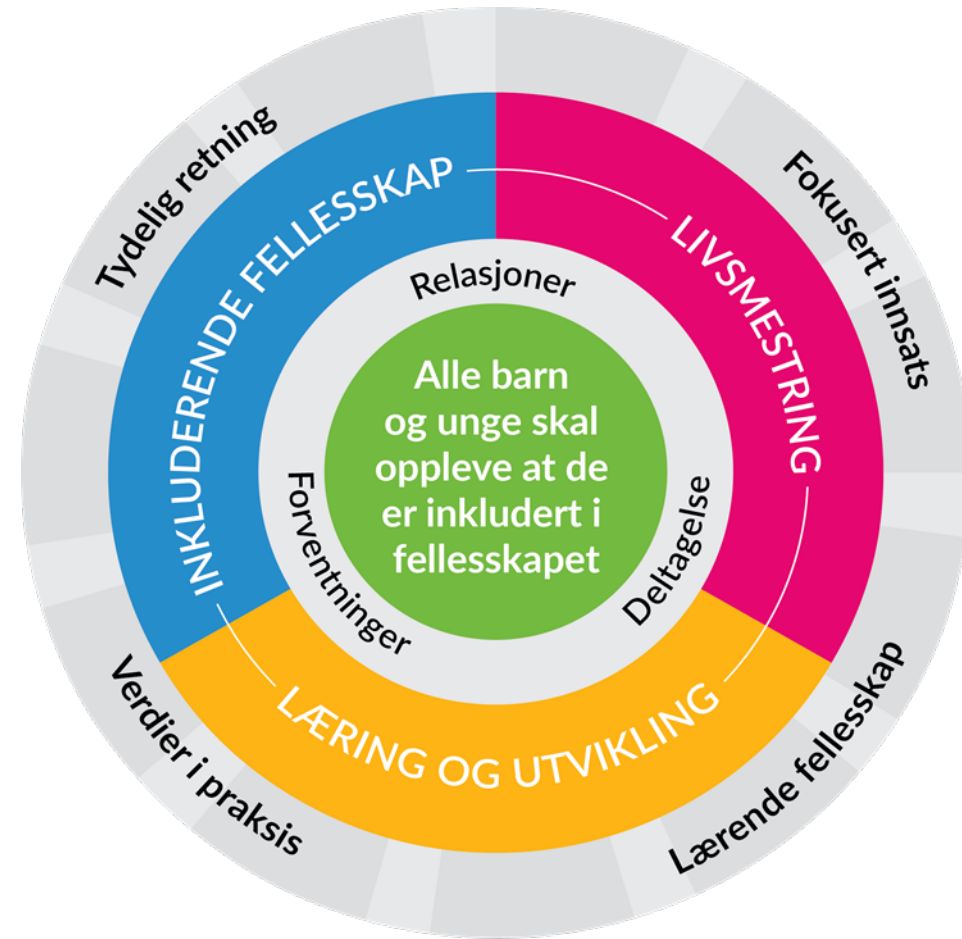 Tydelig retning
Fokusert innsats
INKLUDERENDE FELLESSKAP
LIVSMESTRING
Relasjoner
Alle barn
og unge skal
oppleve at de
er inkludert i
fellesskapet
Forventninger
Deltagelse
LÆRING OG UTVIKLING
Verdier i praksis
Lærende fellesskap